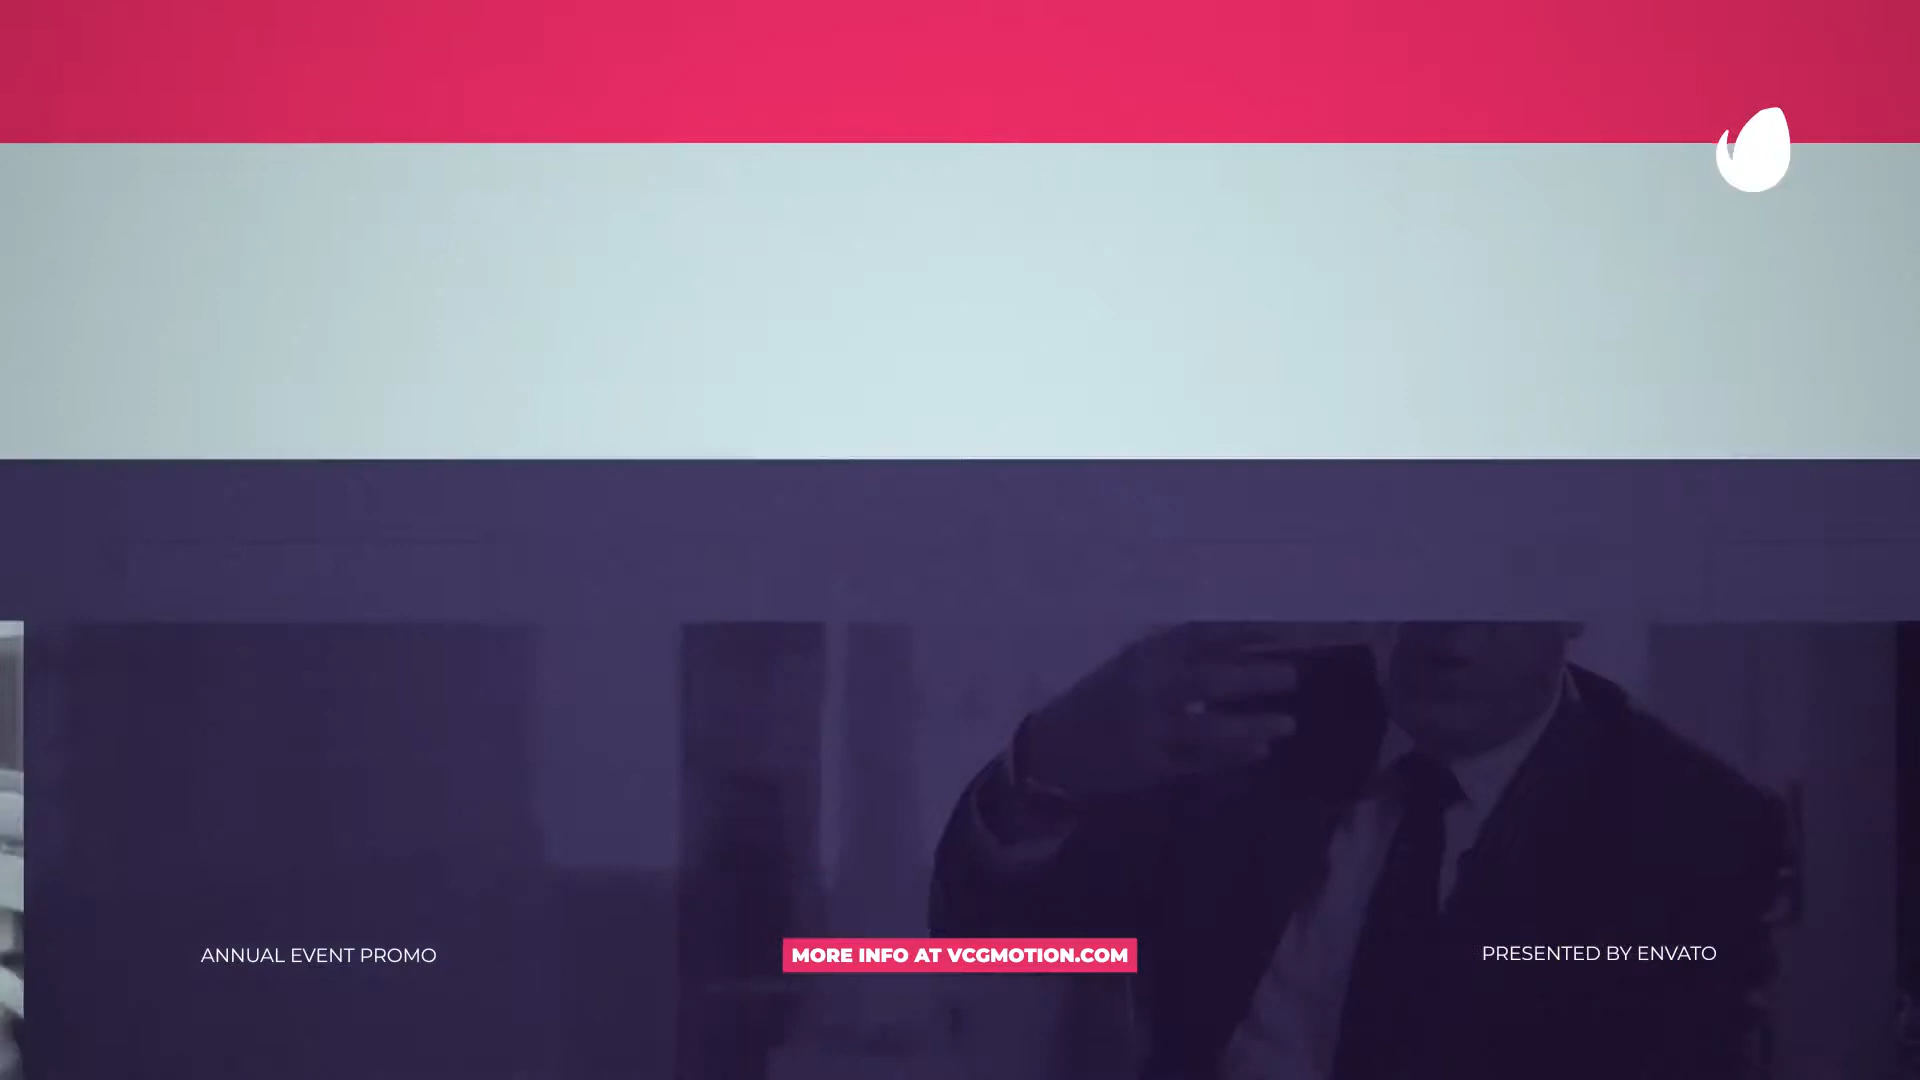 ANNUAL EVENT PROMO
MORE INFO AT VCGMOTION.COM
PRESENTED BY ENVATO